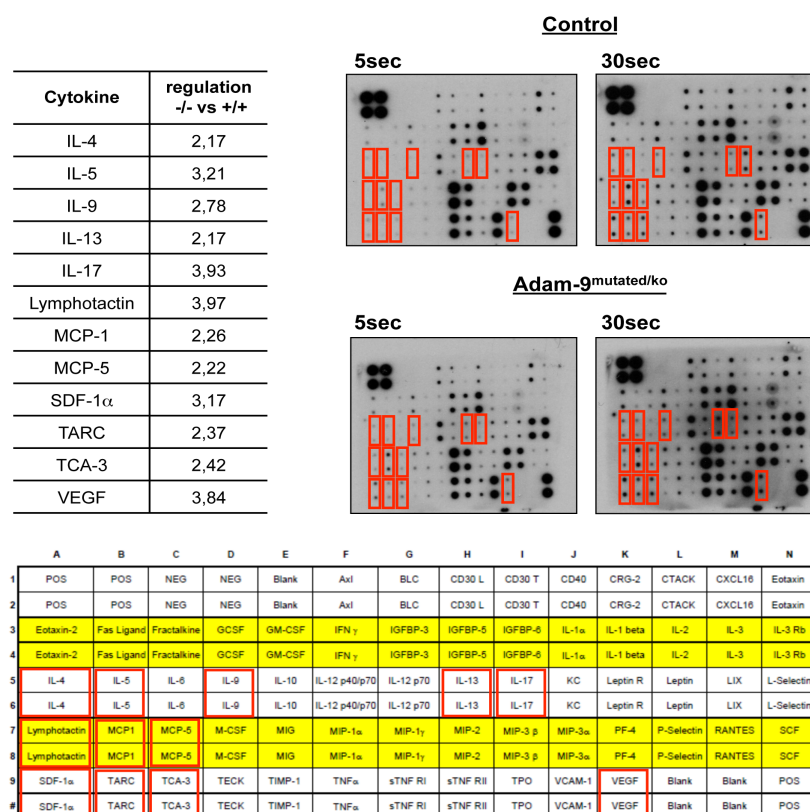 Control
5sec 30sec
Cytokine regulation -/- vs +/+
IL-4 2,17
IL-5 3,21
IL-9 2,78
IL-13 2,17
IL-17 3,93
Lymphotactin 3,97
MCP-1 2,26
MCP-5 2,22
SDF-1α 3,17
TARC 2,37
TCA-3 2,42
VEGF 3,84
Adam-9mutated/ko
5sec 30sec
A B C D E F G H I J K L M N
1 POS POS NEG NEG Blank Axl BLC CD30 L CD30 T CD40 CRG-2 CTACK CXCL16 Eotaxin
2 POS POS NEG NEG Blank Axl BLC CD30 L CD30 T CD40 CRG-2 CTACK CXCL16 Eotaxin
3 Eotaxin-2 Fas Ligand Fractalkine GCSF GM-CSF IFN γ IGFBP-3 IGFBP-5 IGFBP-6 IL-1α IL-1 beta IL-2 IL-3 IL-3 Rb
4 Eotaxin-2 Fas Ligand Fractalkine GCSF GM-CSF IFN γ IGFBP-3 IGFBP-5 IGFBP-6 IL-1α IL-1 beta IL-2 IL-3 IL-3 Rb
5 IL-4 IL-5 IL-6 IL-9 IL-10 IL-12 p40/p70 IL-12 p70 IL-13 IL-17 KC Leptin R Leptin LIX L-Selectin
6 IL-4 IL-5 IL-6 IL-9 IL-10 IL-12 p40/p70 IL-12 p70 IL-13 IL-17 KC Leptin R Leptin LIX L-Selectin
7 Lymphotactin MCP1 MCP-5 M-CSF MIG MIP-1α MIP-1γ MIP-2 MIP-3 β MIP-3α PF-4 P-Selectin RANTES SCF
8 Lymphotactin MCP1 MCP-5 M-CSF MIG MIP-1α MIP-1γ MIP-2 MIP-3 β MIP-3α PF-4 P-Selectin RANTES SCF
9 SDF-1α TARC TCA-3 TECK TIMP-1 TNFα sTNF RI sTNF RII TPO VCAM-1 VEGF Blank Blank POS
# SDF-1α TARC TCA-3 TECK TIMP-1 TNFα sTNF RI sTNF RII TPO VCAM-1 VEGF Blank Blank POS